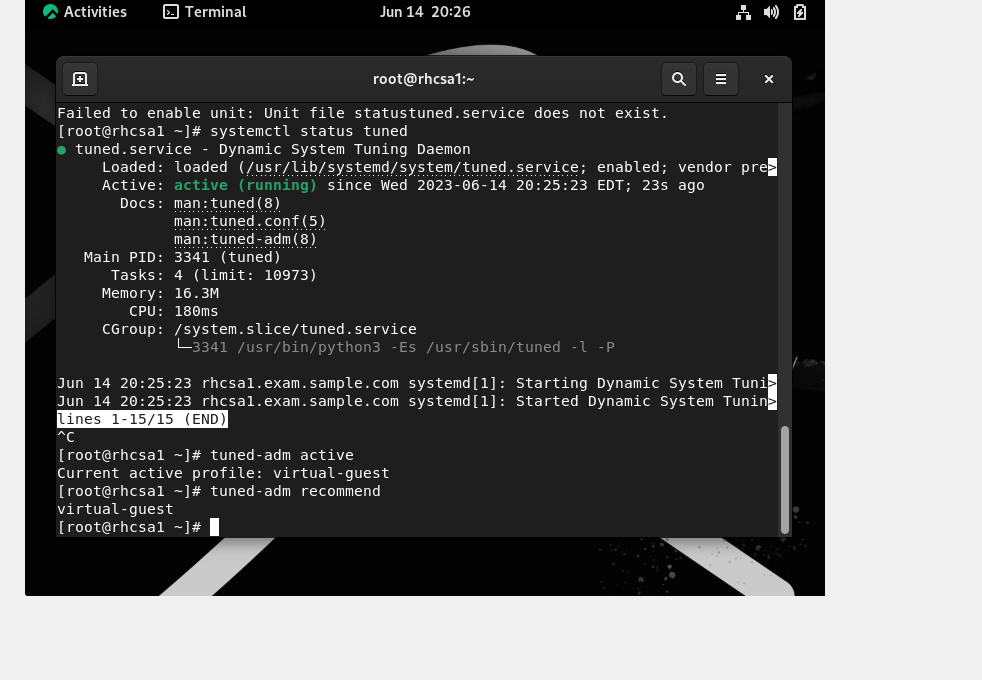 Activities Terminal Jun 14 20:26
root@rhcsa1:~
Failed to enable unit: Unit file statustuned.service does not exist.
[root@rhcsa1 ~]# systemctl status tuned
● tuned.service - Dynamic System Tuning Daemon
Loaded: loaded (/usr/lib/systemd/system/tuned.service; enabled; vendor pre>
Active: active (running) since Wed 2023-06-14 20:25:23 EDT; 23s ago
Docs: man:tuned(8)
man:tuned.conf(5)
man:tuned-adm(8)
Main PID: 3341 (tuned)
Tasks: 4 (limit: 10973)
Memory: 16.3M
CPU: 180ms
CGroup: /system.slice/tuned.service
└─3341 /usr/bin/python3 -Es /usr/sbin/tuned -l -P
Jun 14 20:25:23 rhcsa1.exam.sample.com systemd[1]: Starting Dynamic System Tuni>
Jun 14 20:25:23 rhcsa1.exam.sample.com systemd[1]: Started Dynamic System Tunin>
lines 1-15/15 (END)
^C
[root@rhcsa1 ~]# tuned-adm active
Current active profile: virtual-guest
[root@rhcsa1 ~]# tuned-adm recommend
virtual-guest
[root@rhcsa1 ~]#